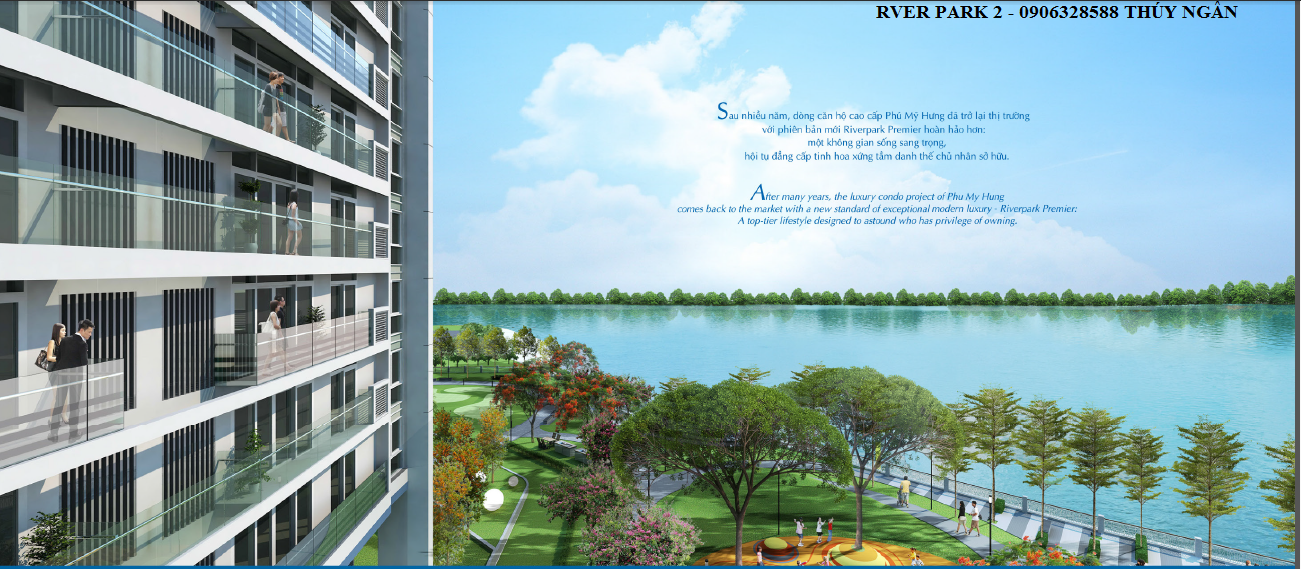 RVER PARK 2 - 0906328588 THÚY NGÂN
Sau nhiều năm, dòng căn hộ cao cấp Phú Mỹ Hưng đã trở lại thị trường
với phiên bản mới Riverpark Premier hoàn hảo hơn:
một không gian sống sang trọng,
hội tụ đẳng cấp tinh hoa xứng tầm danh thế chủ nhân sở hữu.
After many years, the luxury condo project of Phu My Hung
comes back to the market with a new standard of exceptional modern luxury - Riverpark Premier:
A top-tier lifestyle designed to astound who has privilege of owning.